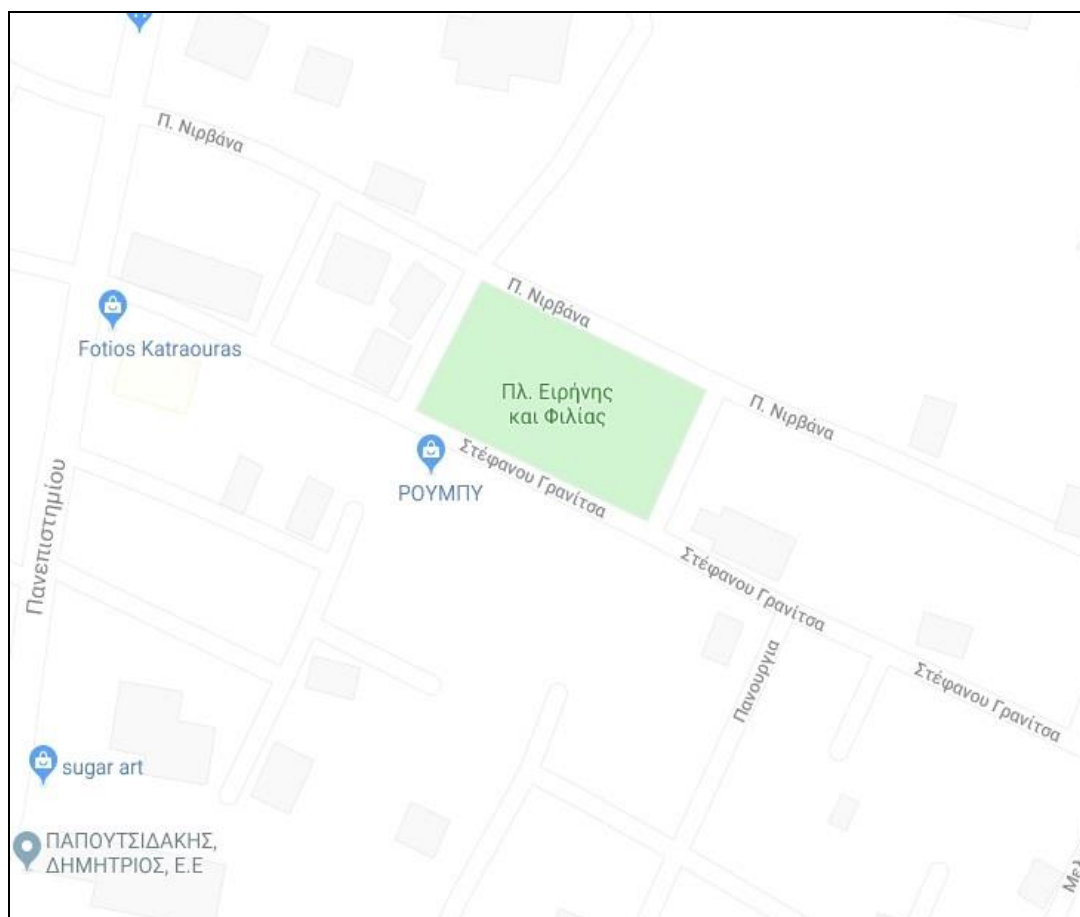 Π. Νιρβάνα
Π. Νιρβάνα
Fotios Katraouras
Πλ. Ειρήνης
και Φιλίας
Π. Νιρβάνα
Στέφανου Γρανίτσα
ΡΟΥΜΠΥ
Πανεπιστημίου
Στέφανου Γρανίτσα
Πανουργια
Στέφανου Γρανίτσα
sugar art
ΠΑΠΟΥΤΣΙΔΑΚΗΣ,
ΔΗΜΗΤΡΙΟΣ, Ε.Ε